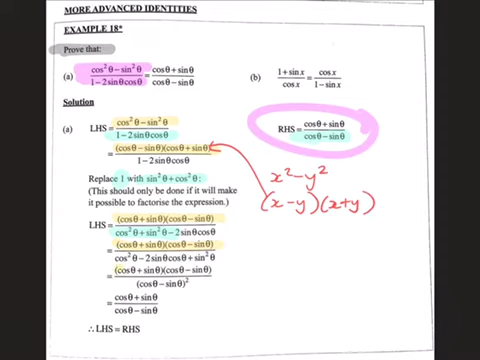 MORE ADVANCED IDENTITIES
EXAMPLE 18*
Prove that:
(a) (cos²θ − sin²θ)/(1 − 2sinθcosθ) = (cosθ + sinθ)/(cosθ − sinθ)
(b) (1 + sin x)/(cos x) = (cos x)/(1 − sin x)
Solution
(a) LHS = (cos²θ − sin²θ)/(1 − 2sinθcosθ)
RHS = (cosθ + sinθ)/(cosθ − sinθ)
= (cosθ − sinθ)(cosθ + sinθ)/(1 − 2sinθcosθ)
x² − y²
(x − y)(x + y)
Replace 1 with sin²θ + cos²θ:
(This should only be done if it will make
it possible to factorise the expression.)
LHS = (cosθ + sinθ)(cosθ − sinθ)/(cos²θ + sin²θ − 2sinθcosθ)
= (cosθ + sinθ)(cosθ − sinθ)/(cos²θ − 2sinθcosθ + sin²θ)
= (cosθ + sinθ)(cosθ − sinθ)/(cosθ − sinθ)²
= (cosθ + sinθ)/(cosθ − sinθ)
∴ LHS = RHS